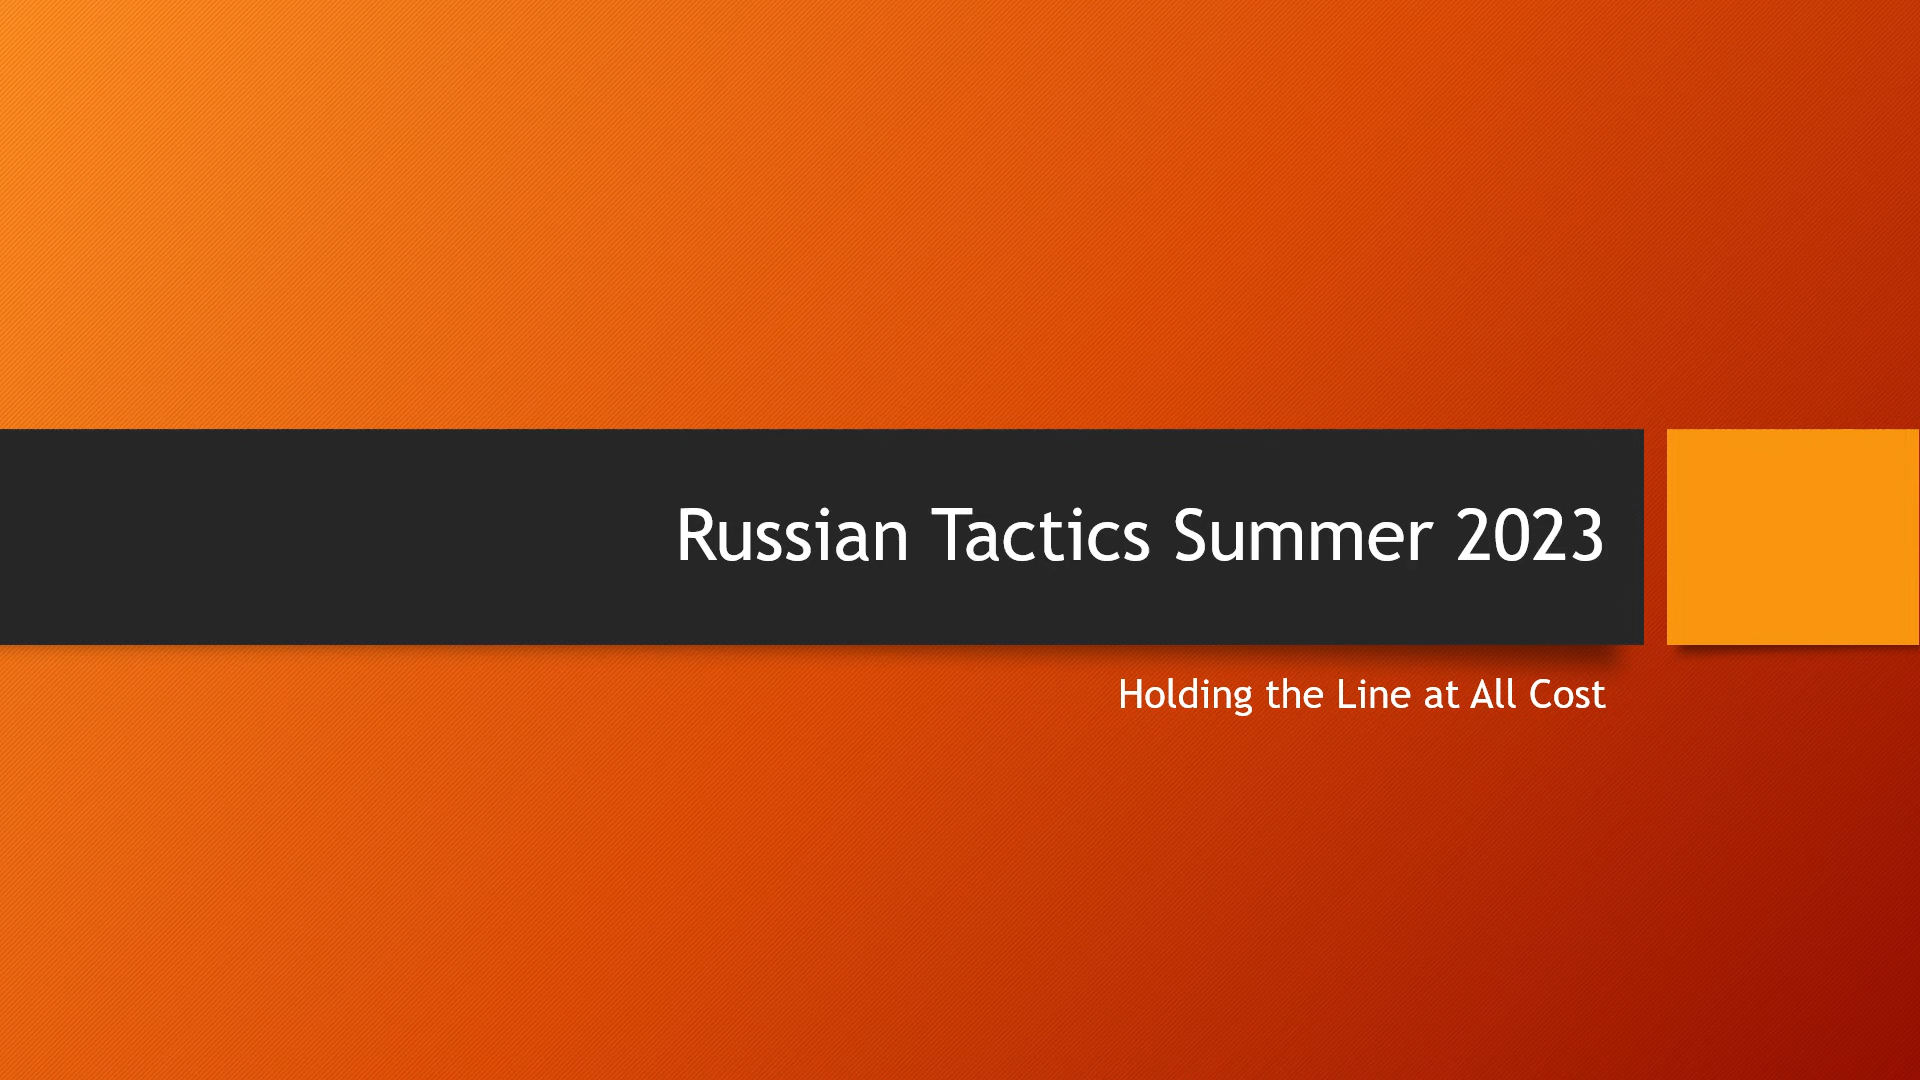 Russian Tactics Summer 2023
Holding the Line at All Cost